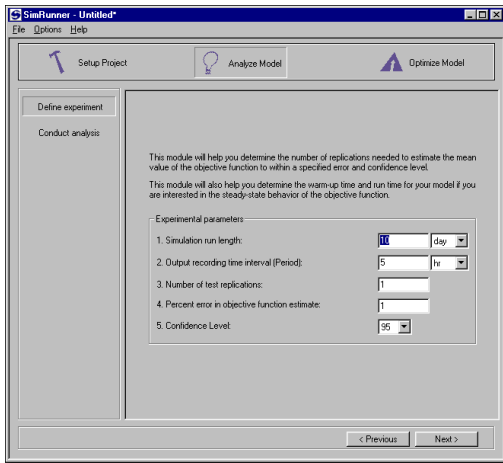 SimRunner - Untitled*
File Options Help
Setup Project
Analyze Model
Optimize Model
Define experiment
Conduct analysis
This module will help you determine the number of replications needed to estimate the mean
value of the objective function to within a specified error and confidence level.
This module will also help you determine the warm-up time and run time for your model if you
are interested in the steady-state behavior of the objective function.
Experimental parameters
1. Simulation run length: 10 day
2. Output recording time interval (Period): 5 hr
3. Number of test replications: 1
4. Percent error in objective function estimate: 1
5. Confidence Level: 95
< Previous Next >